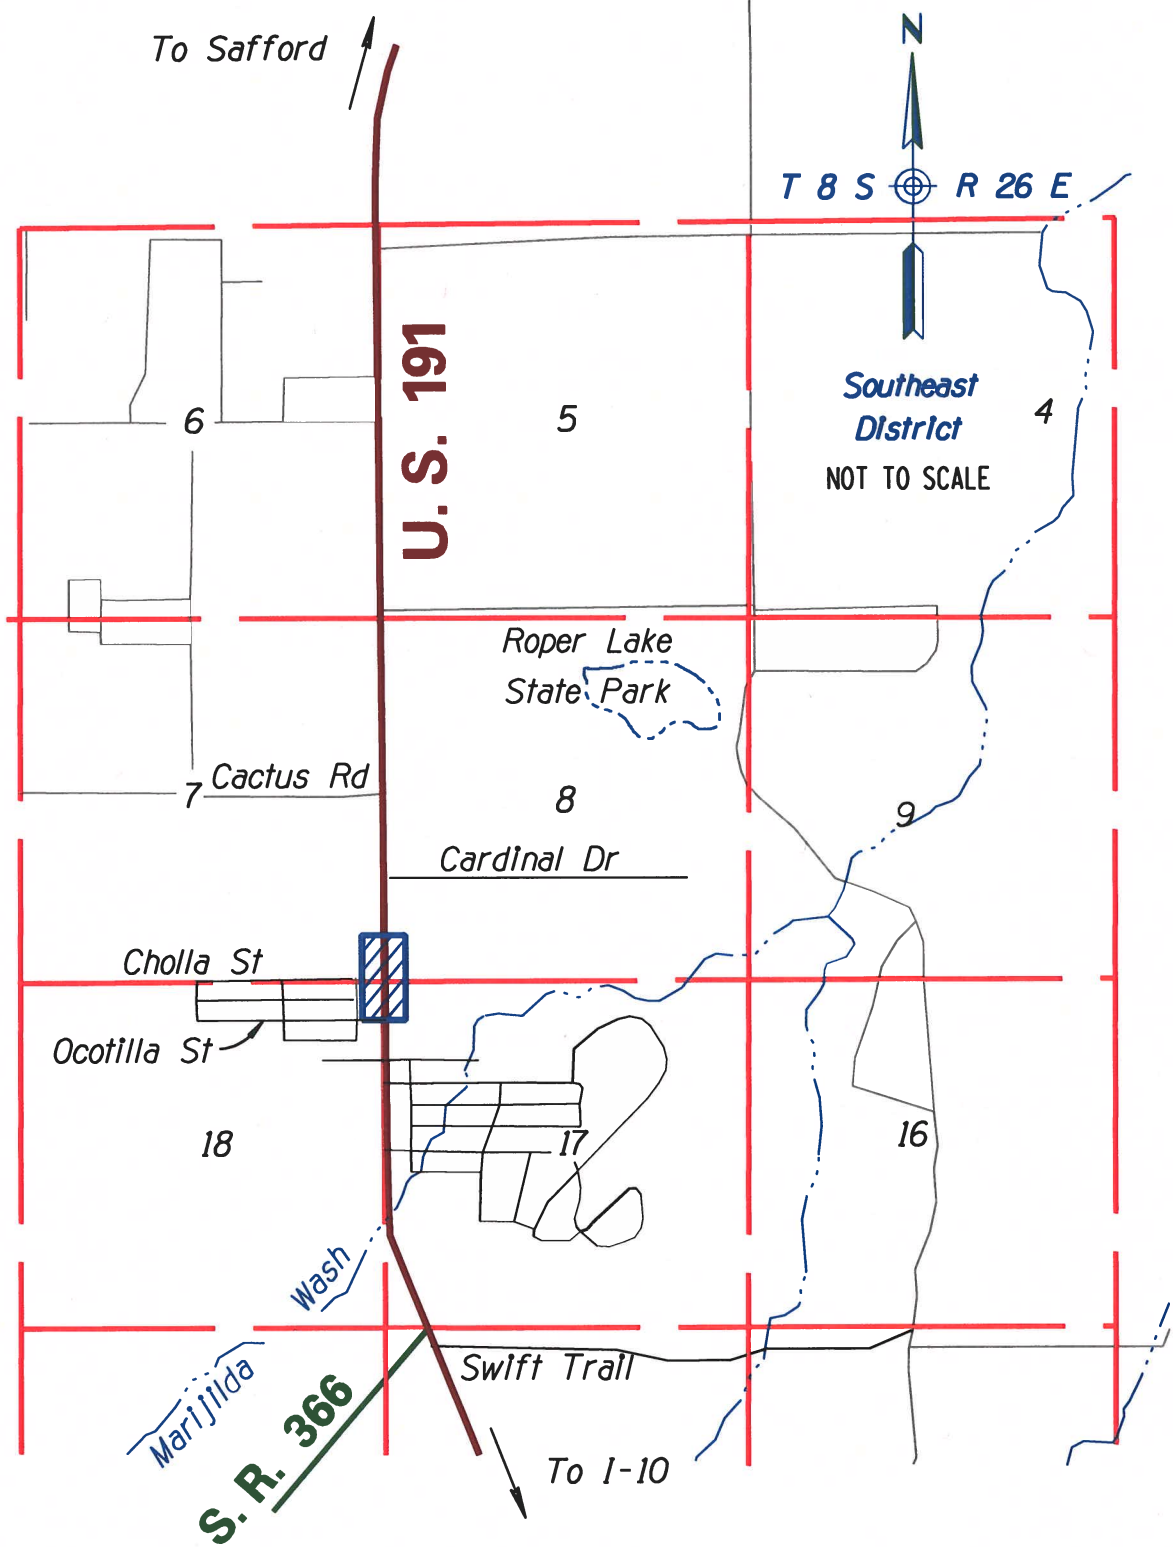 To Safford
N
T 8 S R 26 E
U. S. 191
Southeast
District
NOT TO SCALE
6
5
4
Roper Lake
State Park
7
Cactus Rd
8
9
Cardinal Dr
Cholla St
Ocotilla St
18
17
16
Wash
Marijilda
Swift Trail
S. R. 366
To I-10